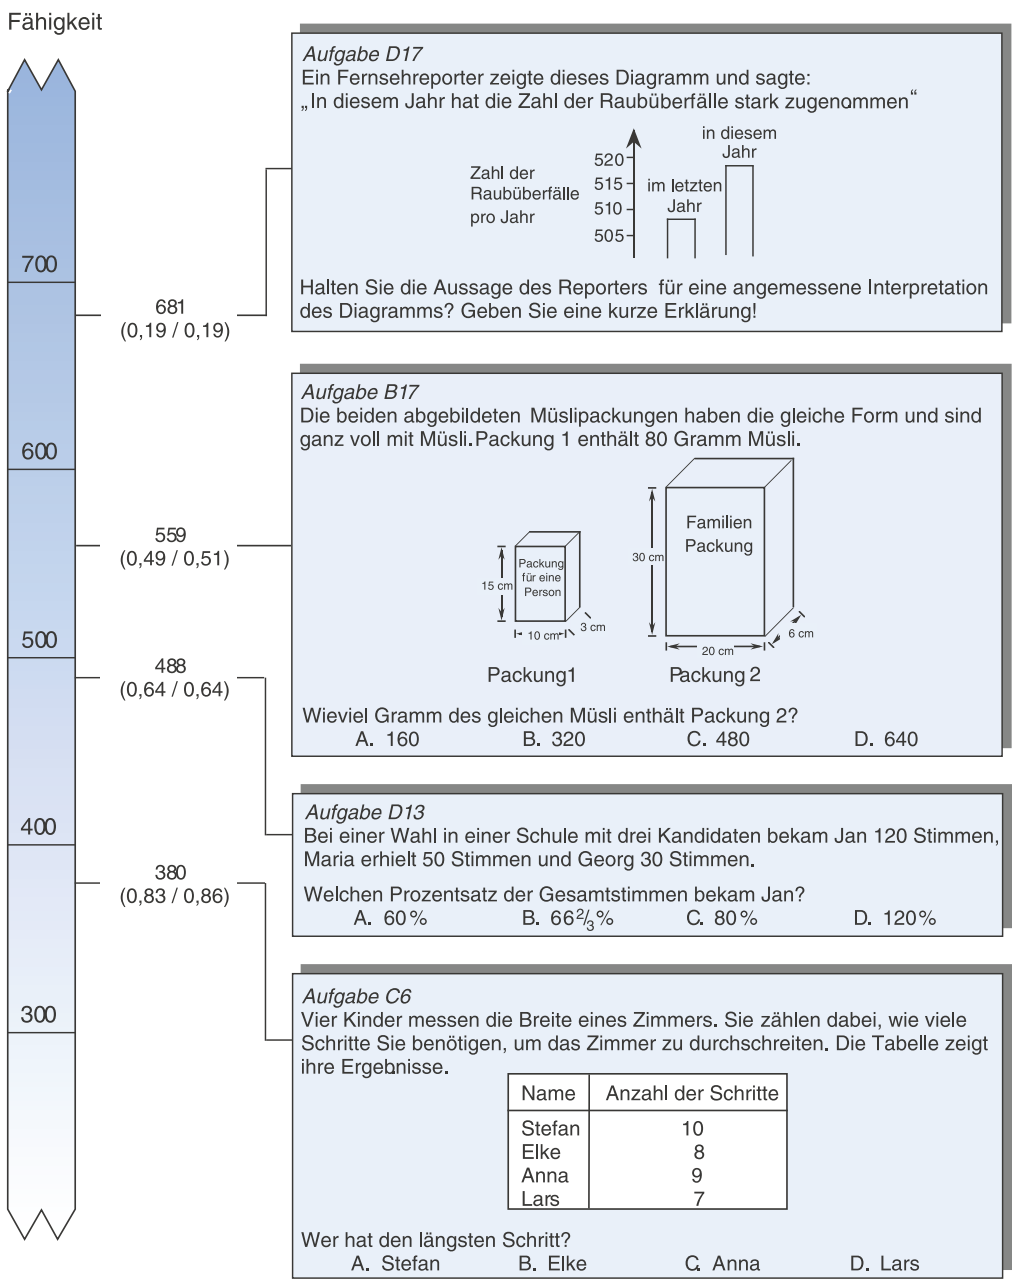 Fähigkeit
700
600
500
400
300
681
(0,19 / 0,19)
559
(0,49 / 0,51)
488
(0,64 / 0,64)
380
(0,83 / 0,86)
Aufgabe D17
Ein Fernsehreporter zeigte dieses Diagramm und sagte:
„In diesem Jahr hat die Zahl der Raubüberfälle stark zugenommen“
Zahl der
Raubüberfälle
pro Jahr
520
515
510
505
im letzten
Jahr
in diesem
Jahr
Halten Sie die Aussage des Reporters für eine angemessene Interpretation
des Diagramms? Geben Sie eine kurze Erklärung!
Aufgabe B17
Die beiden abgebildeten Müslipackungen haben die gleiche Form und sind
ganz voll mit Müsli. Packung 1 enthält 80 Gramm Müsli.
15 cm
Packung
für eine
Person
10 cm
3 cm
Packung1
30 cm
Familien
Packung
20 cm
6 cm
Packung 2
Wieviel Gramm des gleichen Müsli enthält Packung 2?
A. 160 B. 320 C. 480 D. 640
Aufgabe D13
Bei einer Wahl in einer Schule mit drei Kandidaten bekam Jan 120 Stimmen,
Maria erhielt 50 Stimmen und Georg 30 Stimmen.
Welchen Prozentsatz der Gesamtstimmen bekam Jan?
A. 60% B. 66 2/3% C. 80% D. 120%
Aufgabe C6
Vier Kinder messen die Breite eines Zimmers. Sie zählen dabei, wie viele
Schritte Sie benötigen, um das Zimmer zu durchschreiten. Die Tabelle zeigt
ihre Ergebnisse.
Name Anzahl der Schritte
Stefan 10
Elke 8
Anna 9
Lars 7
Wer hat den längsten Schritt?
A. Stefan B. Elke C. Anna D. Lars